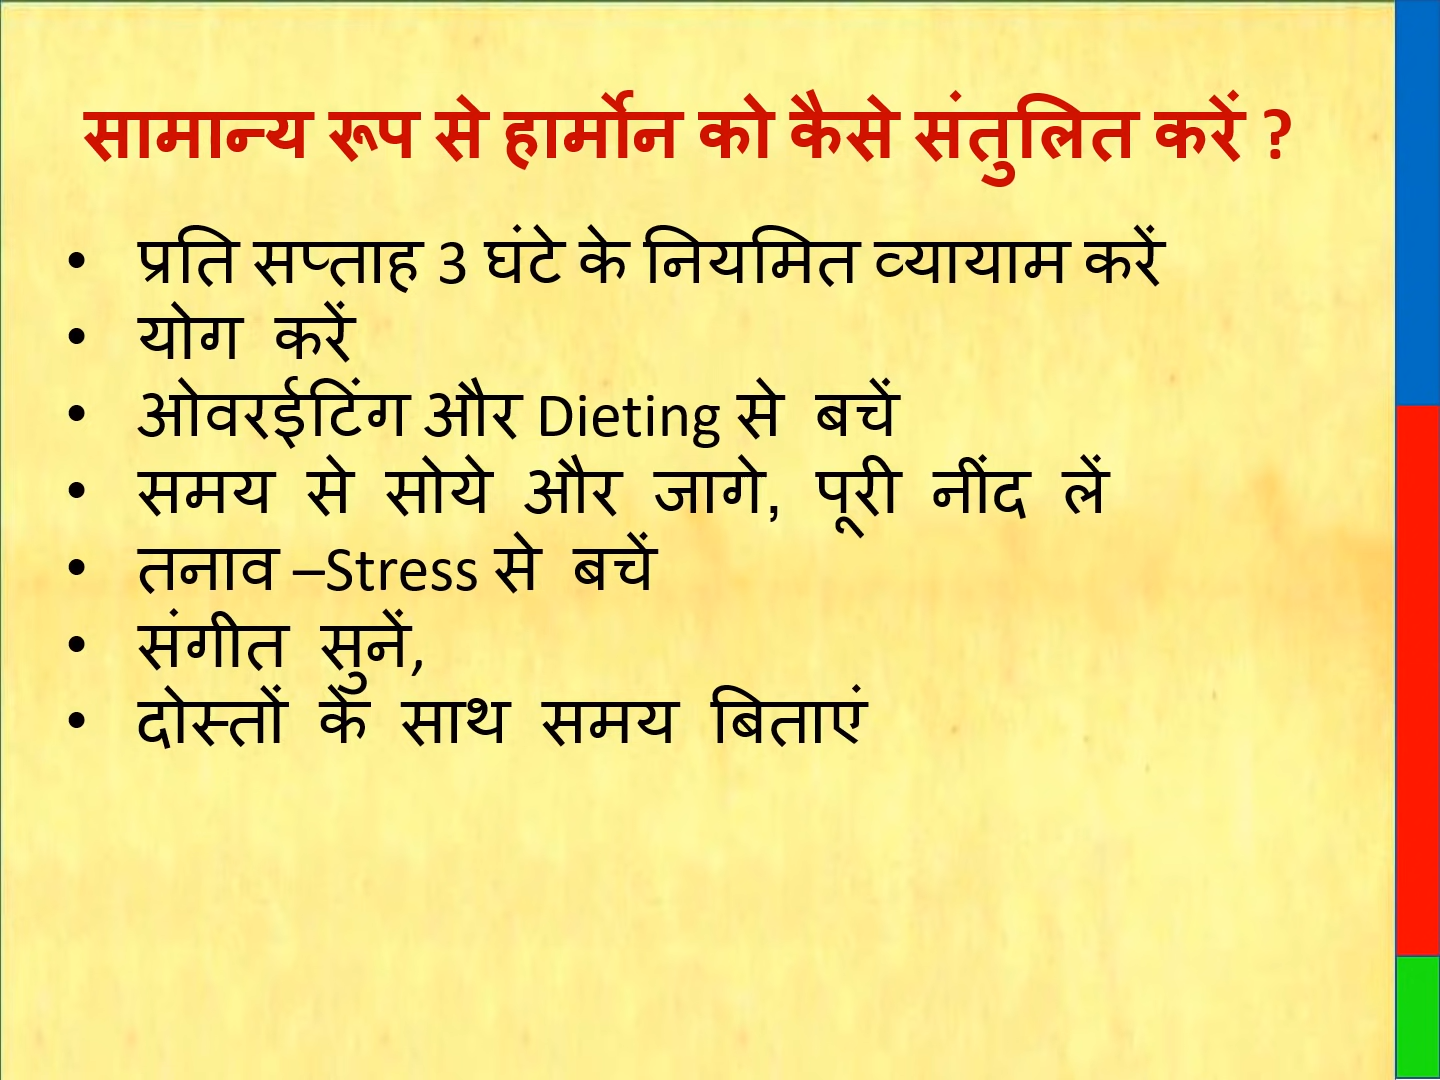 सामान्य रूप से हार्मोन को कैसे संतुलित करें ?
• प्रति सप्ताह 3 घंटे के नियमित व्यायाम करें
• योग करें
• ओवरईटिंग और Dieting से बचें
• समय से सोये और जागे, पूरी नींद लें
• तनाव –Stress से बचें
• संगीत सुनें,
• दोस्तों के साथ समय बिताएं